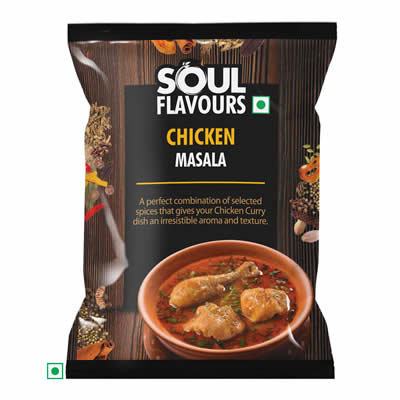 SOUL
FLAVOURS
CHICKEN
MASALA
A perfect combination of selected
spices that gives your Chicken Curry
dish an irresistible aroma and texture.